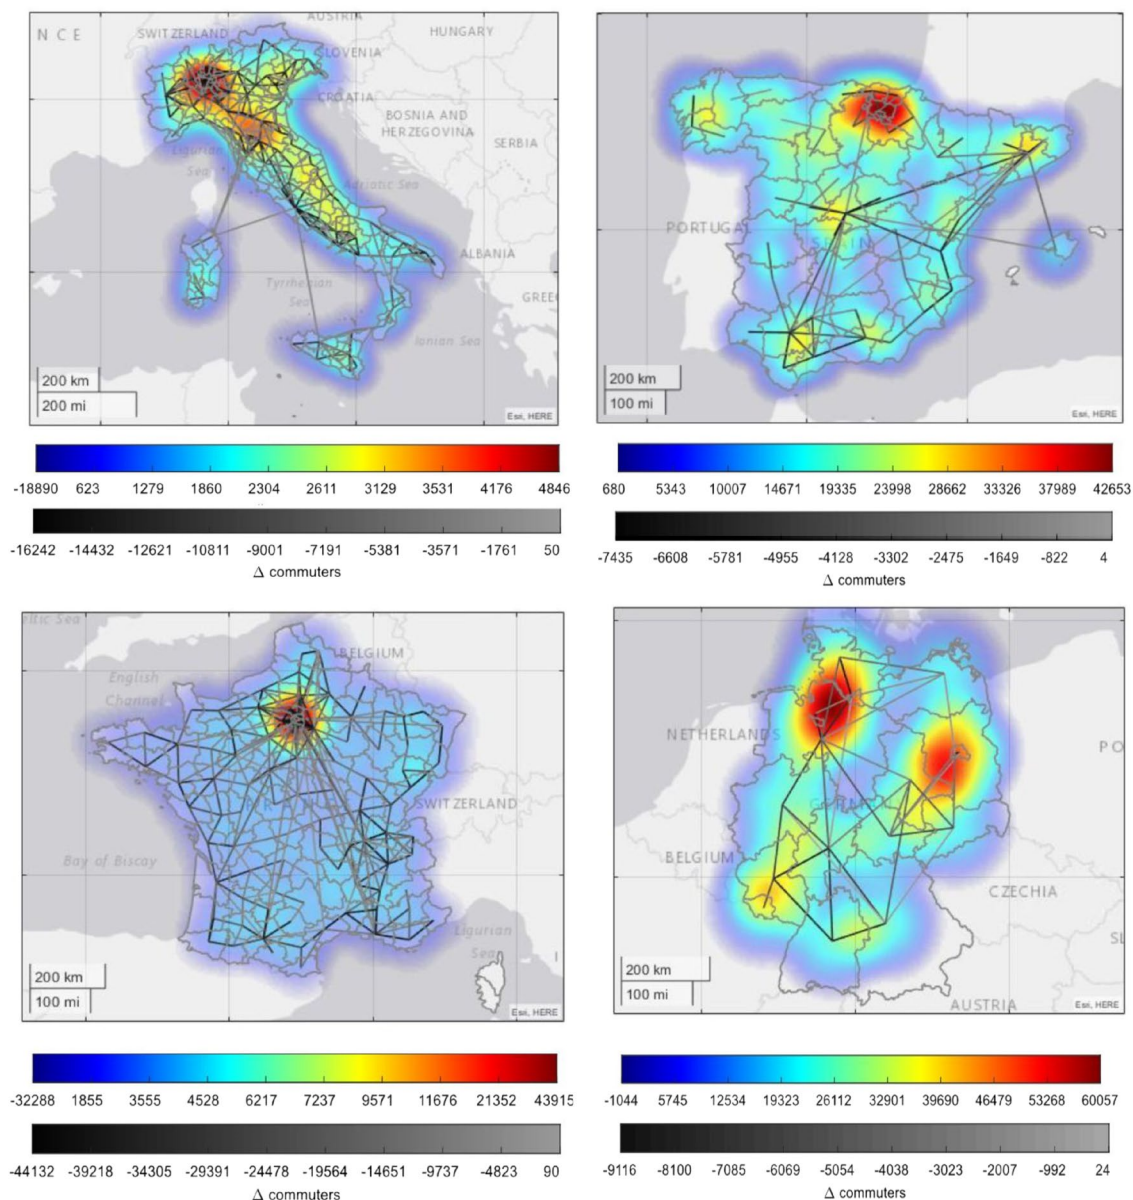 AUSTRIA
N C E
SWITZERLAND
HUNGARY
SLOVENIA
CROATIA
BOSNIA AND
HERZEGOVINA
SERBIA
Ligurian
Sea
Adriatic Sea
ALBANIA
Tyrrhenian
Sea
GREEC
Ionian Sea
200 km
200 mi
Esri, HERE
-18890 623 1279 1860 2304 2611 3129 3531 4176 4846
-16242 -14432 -12621 -10811 -9001 -7191 -5381 -3571 -1761 50
Δ commuters
PORTUGAL
SPAIN
200 km
100 mi
Esri, HERE
680 5343 10007 14671 19335 23998 28662 33326 37989 42653
-7435 -6608 -5781 -4955 -4128 -3302 -2475 -1649 -822 4
Δ commuters
eltic Sea
BELGIUM
English
Channel
FRANCE
SWITZERLAND
Bay of Biscay
Ligurian
Sea
I
200 km
100 mi
Esri, HERE
-32288 1855 3555 4528 6217 7237 9571 11676 21352 43915
-44132 -39218 -34305 -29391 -24478 -19564 -14651 -9737 -4823 90
Δ commuters
NETHERLANDS
P O
GERMANY
BELGIUM
CZECHIA
SL
AUSTRIA
200 km
100 mi
Esri, HERE
-1044 5745 12534 19323 26112 32901 39690 46479 53268 60057
-9116 -8100 -7085 -6069 -5054 -4038 -3023 -2007 -992 24
Δ commuters